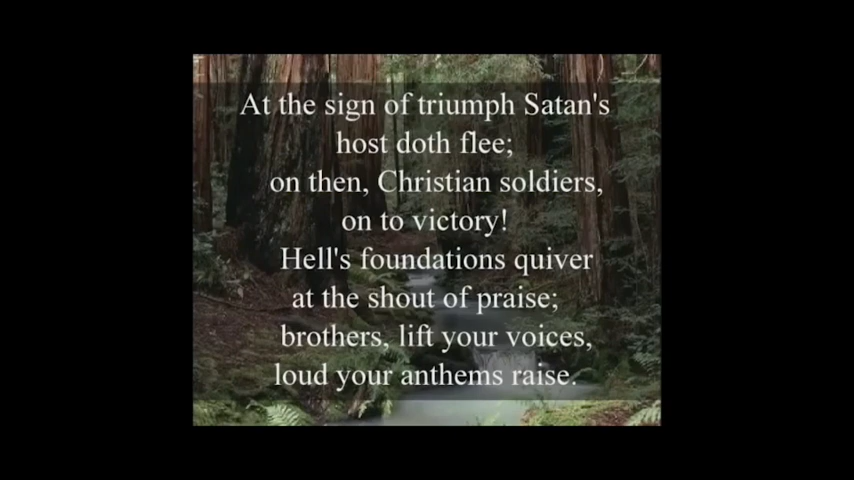 At the sign of triumph Satan's
host doth flee;
on then, Christian soldiers,
on to victory!
Hell's foundations quiver
at the shout of praise;
brothers, lift your voices,
loud your anthems raise.